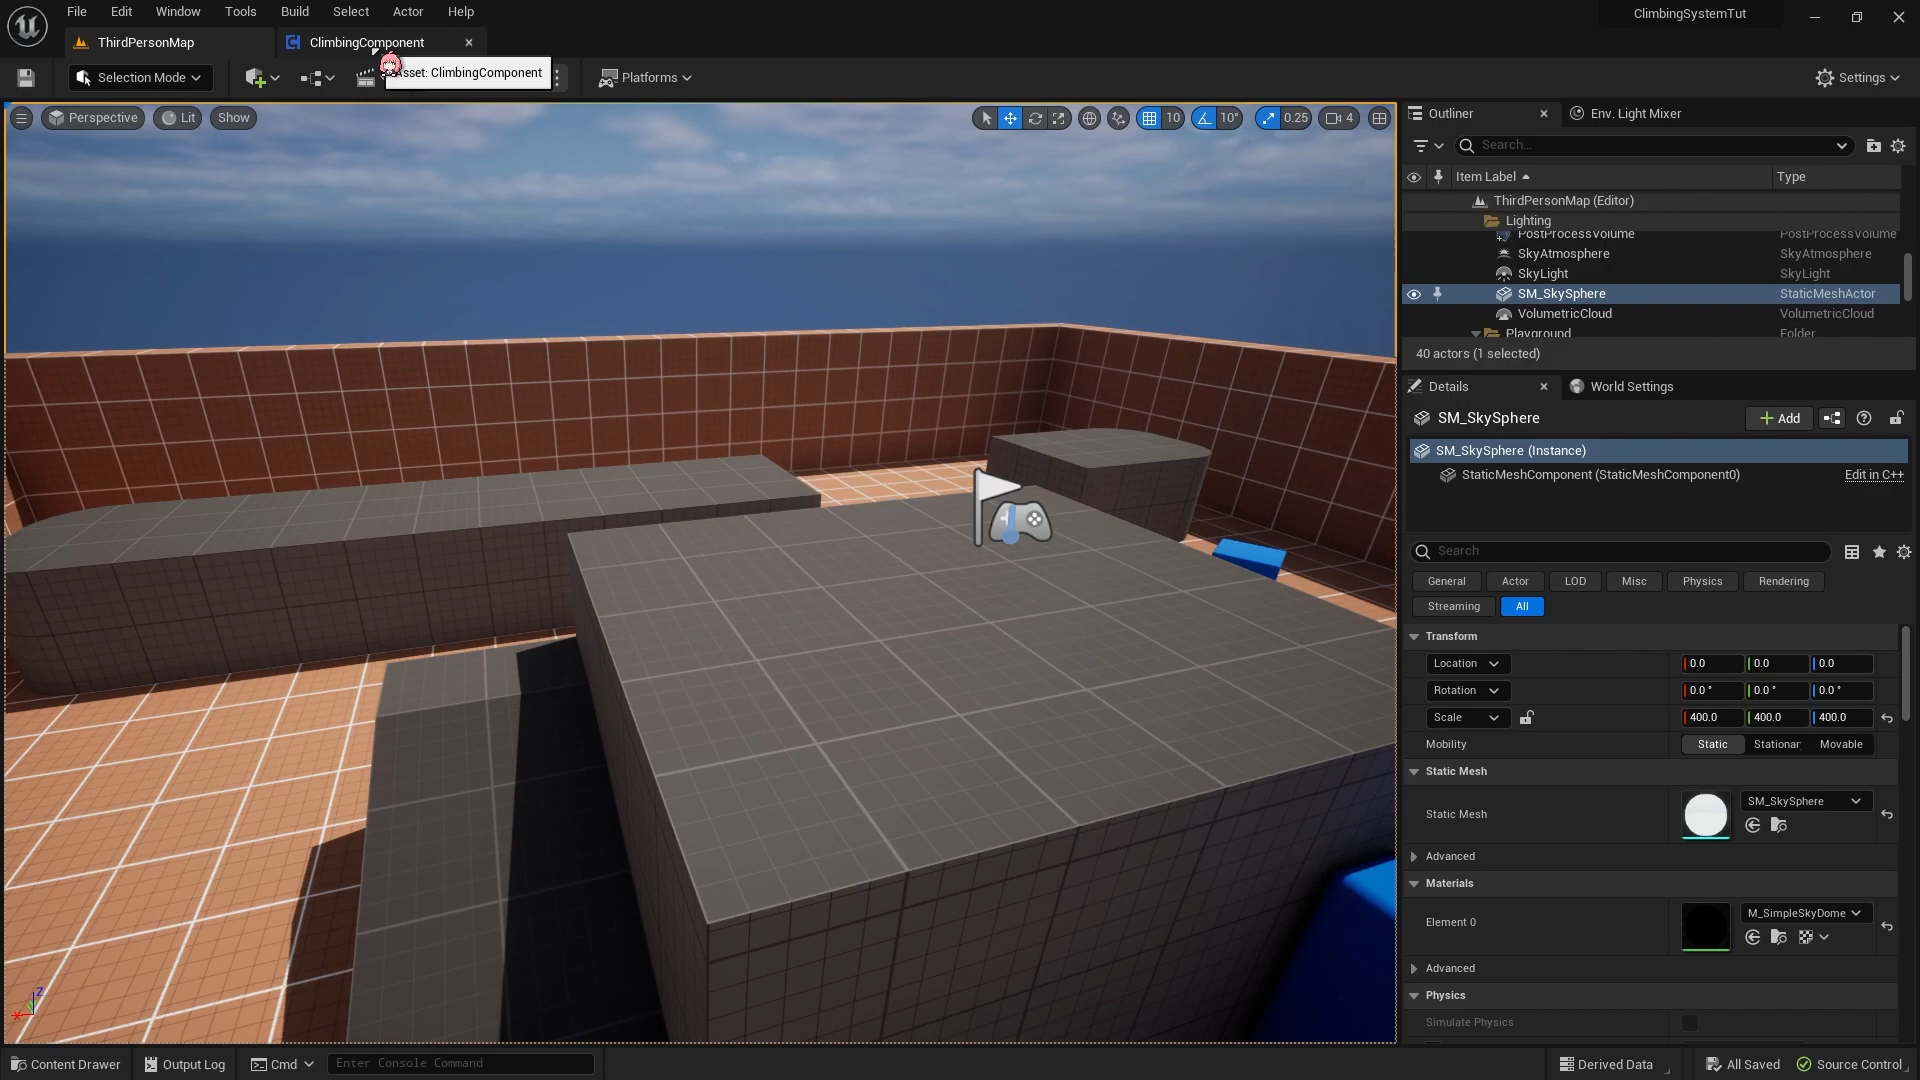 File Edit Window Tools Build Select Actor Help
ClimbingSystemTut
ThirdPersonMap
ClimbingComponent
Selection Mode
Asset: ClimbingComponent
Platforms
Settings
Perspective
Lit
Show
10
10°
0.25
4
Outliner
Env. Light Mixer
Search...
Item Label
Type
ThirdPersonMap (Editor)
Lighting
PostProcessVolume PostProcessVolume
SkyAtmosphere SkyAtmosphere
SkyLight SkyLight
SM_SkySphere StaticMeshActor
VolumetricCloud VolumetricCloud
Playground Folder
40 actors (1 selected)
Details
World Settings
SM_SkySphere
Add
SM_SkySphere (Instance)
StaticMeshComponent (StaticMeshComponent0)
Edit in C++
Search
General Actor LOD Misc Physics Rendering
Streaming All
Transform
Location 0.0 0.0 0.0
Rotation 0.0 ° 0.0 ° 0.0 °
Scale 400.0 400.0 400.0
Mobility Static Stationar Movable
Static Mesh
Static Mesh
SM_SkySphere
Advanced
Materials
Element 0
M_SimpleSkyDome
Advanced
Physics
Simulate Physics
Z
X
Content Drawer
Output Log
Cmd
Enter Console Command
Derived Data
All Saved
Source Control